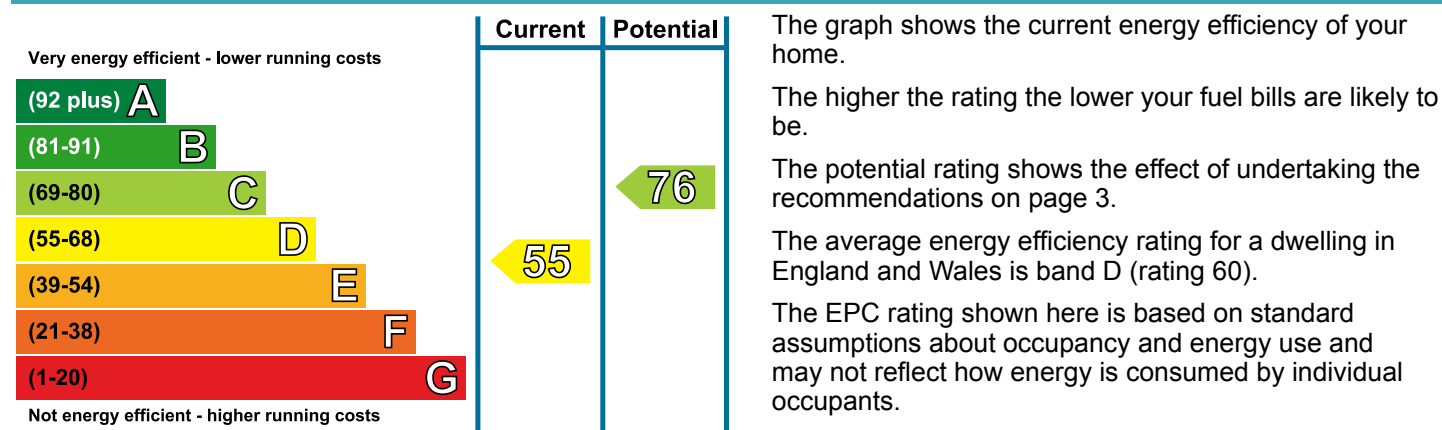 Current Potential
Very energy efficient - lower running costs
(92 plus) A
(81-91) B
(69-80) C
(55-68) D
(39-54) E
(21-38) F
(1-20) G
Not energy efficient - higher running costs
76
55
The graph shows the current energy efficiency of your
home.
The higher the rating the lower your fuel bills are likely to
be.
The potential rating shows the effect of undertaking the
recommendations on page 3.
The average energy efficiency rating for a dwelling in
England and Wales is band D (rating 60).
The EPC rating shown here is based on standard
assumptions about occupancy and energy use and
may not reflect how energy is consumed by individual
occupants.